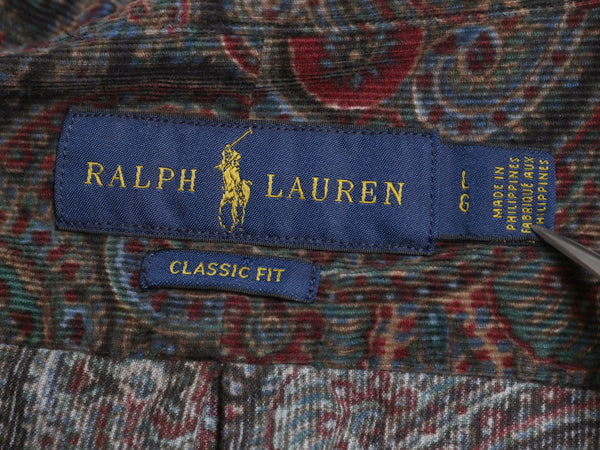 RALPH LAUREN
L
G
MADE IN
PHILIPPINES
FABRIQUÉ AUX
PHILIPPINES
CLASSIC FIT